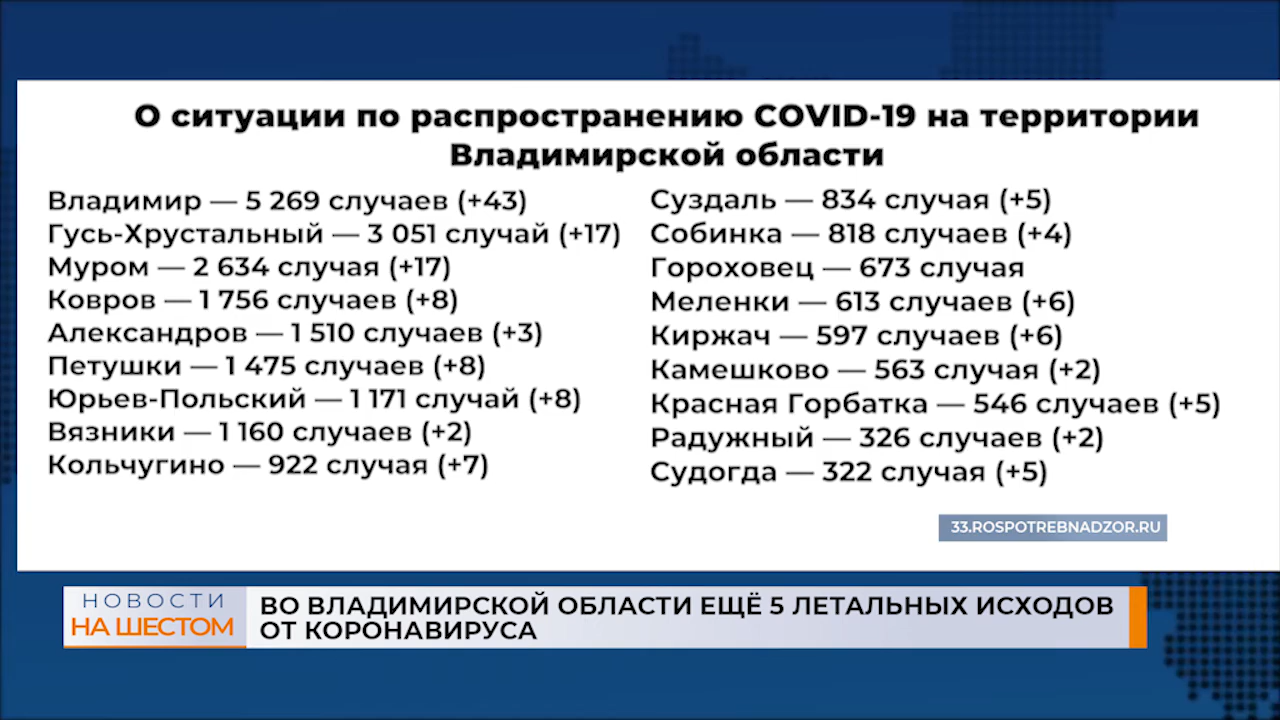 О ситуации по распространению COVID-19 на территории
Владимирской области
Владимир — 5 269 случаев (+43)
Гусь-Хрустальный — 3 051 случай (+17)
Муром — 2 634 случая (+17)
Ковров — 1 756 случаев (+8)
Александров — 1 510 случаев (+3)
Петушки — 1 475 случаев (+8)
Юрьев-Польский — 1 171 случай (+8)
Вязники — 1 160 случаев (+2)
Кольчугино — 922 случая (+7)
Суздаль — 834 случая (+5)
Собинка — 818 случаев (+4)
Гороховец — 673 случая
Меленки — 613 случаев (+6)
Киржач — 597 случаев (+6)
Камешково — 563 случая (+2)
Красная Горбатка — 546 случаев (+5)
Радужный — 326 случаев (+2)
Судогда — 322 случая (+5)
33.ROSPOTREBNADZOR.RU
НОВОСТИ
НА ШЕСТОМ
ВО ВЛАДИМИРСКОЙ ОБЛАСТИ ЕЩЁ 5 ЛЕТАЛЬНЫХ ИСХОДОВ
ОТ КОРОНАВИРУСА